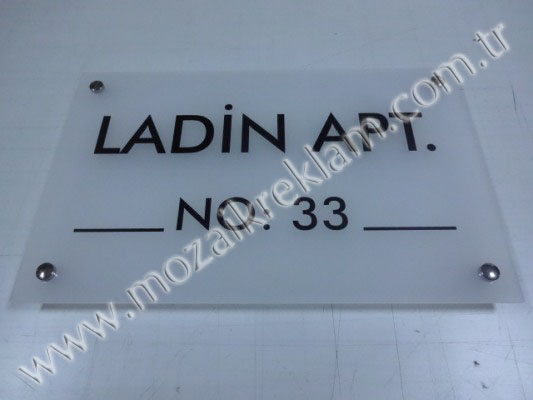 LADİN APT.
NO. 33
www.mozaikreklam.com.tr